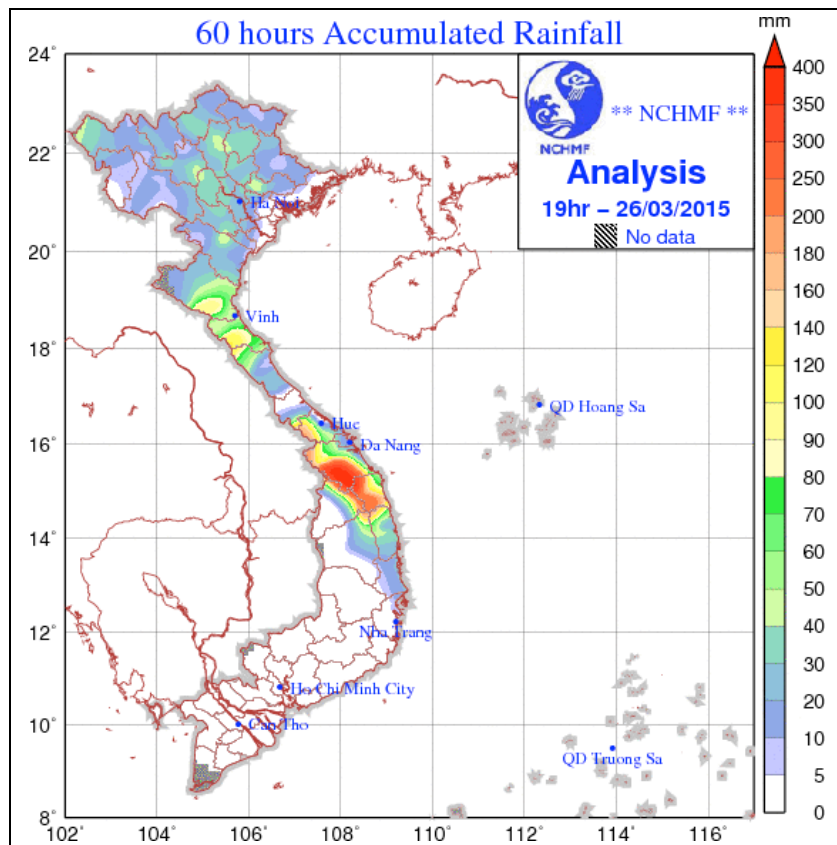 60 hours Accumulated Rainfall
mm
** NCHMF **
NCHMF
Analysis
19hr – 26/03/2015
No data
24°
22°
20°
18°
16°
14°
12°
10°
8°
102°
104°
106°
108°
110°
112°
114°
116°
Ha Noi
Vinh
Hue
Da Nang
QD Hoang Sa
Nha Trang
Ho Chi Minh City
Can Tho
QD Truong Sa
400
350
300
250
200
160
140
120
100
90
80
70
60
50
40
30
20
10
5
0